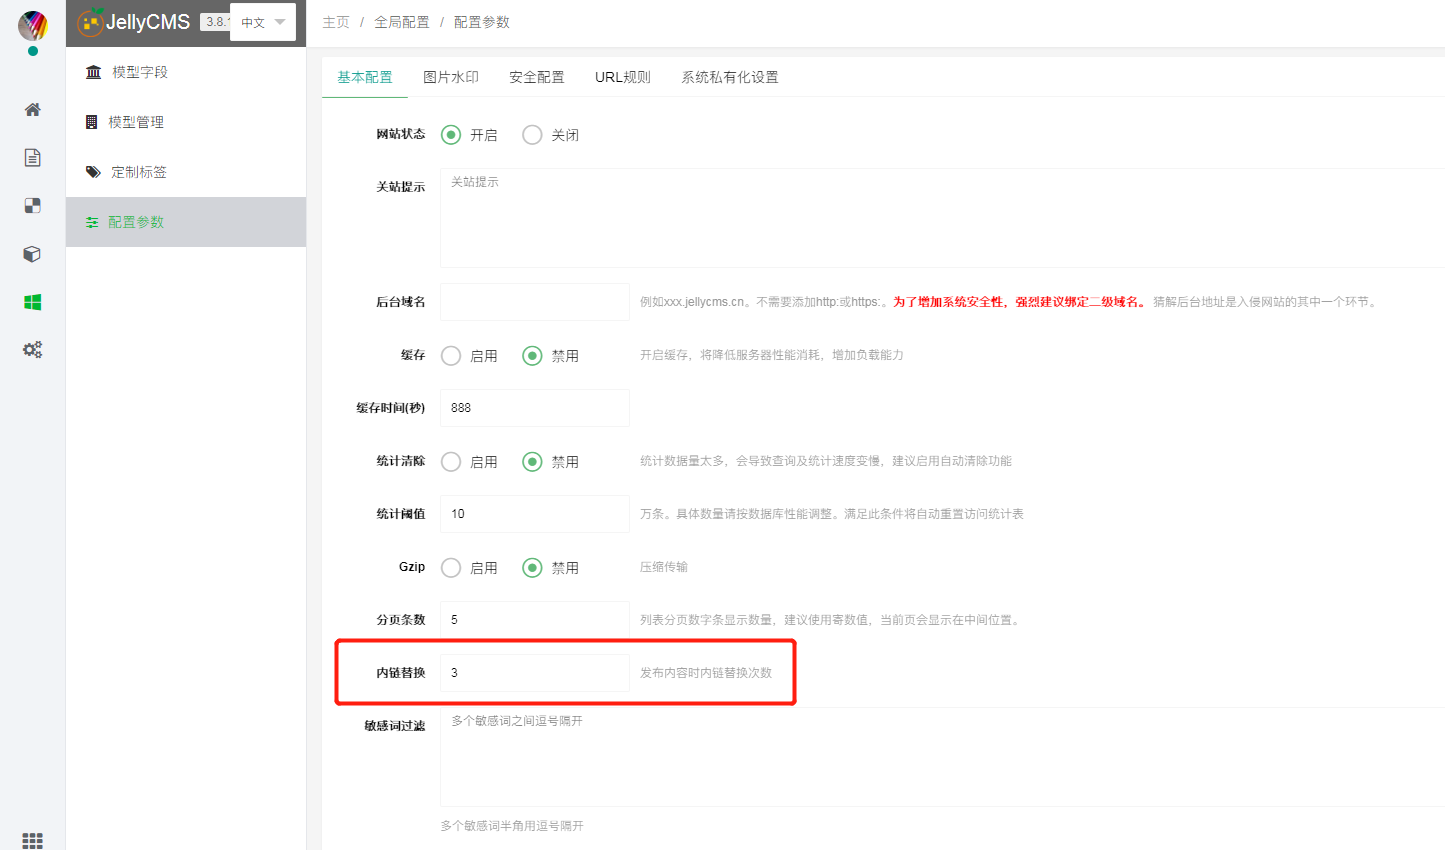 JellyCMS 3.8.1 中文
主页 / 全局配置 / 配置参数
模型字段
模型管理
定制标签
配置参数
基本配置 图片水印 安全配置 URL规则 系统私有化设置
网站状态 开启 关闭
关站提示 关站提示
后台域名 例如xxx.jellycms.cn。不需要添加http:或https:。为了增加系统安全性，强烈建议绑定二级域名。 猜解后台地址是入侵网站的其中一个环节。
缓存 启用 禁用 开启缓存，将降低服务器性能消耗，增加负载能力
缓存时间(秒) 888
统计清除 启用 禁用 统计数据量太多，会导致查询及统计速度变慢，建议启用自动清除功能
统计阈值 10 万条。具体数量请按数据库性能调整。满足此条件将自动重置访问统计表
Gzip 启用 禁用 压缩传输
分页条数 5 列表分页数字条显示数量，建议使用寄数值，当前页会显示在中间位置。
内链替换 3 发布内容时内链替换次数
敏感词过滤 多个敏感词之间逗号隔开
多个敏感词半角用逗号隔开